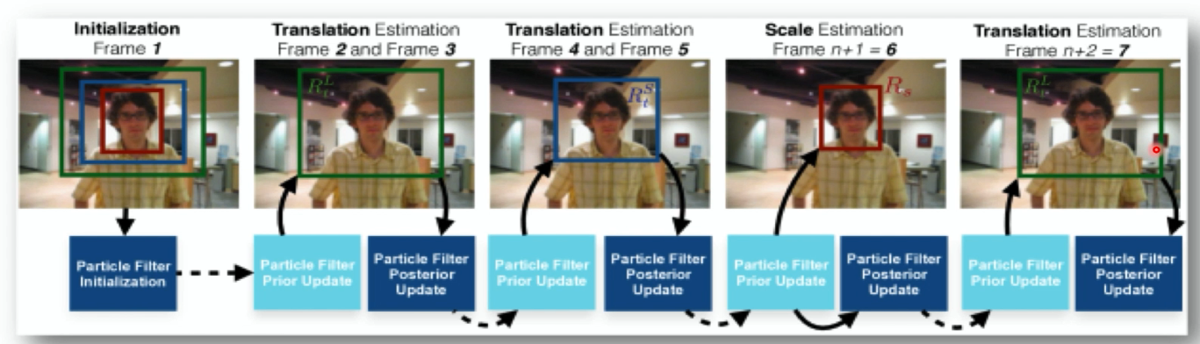 Initialization
Frame 1
Translation Estimation
Frame 2 and Frame 3
Translation Estimation
Frame 4 and Frame 5
Scale Estimation
Frame n+1 = 6
Translation Estimation
Frame n+2 = 7
R_t^L
R_t^S
R_s
R_t^L
Particle Filter
Initialization
Particle Filter
Prior Update
Particle Filter
Posterior
Update
Particle Filter
Prior Update
Particle Filter
Posterior
Update
Particle Filter
Prior Update
Particle Filter
Posterior
Update
Particle Filter
Prior Update
Particle Filter
Posterior
Update